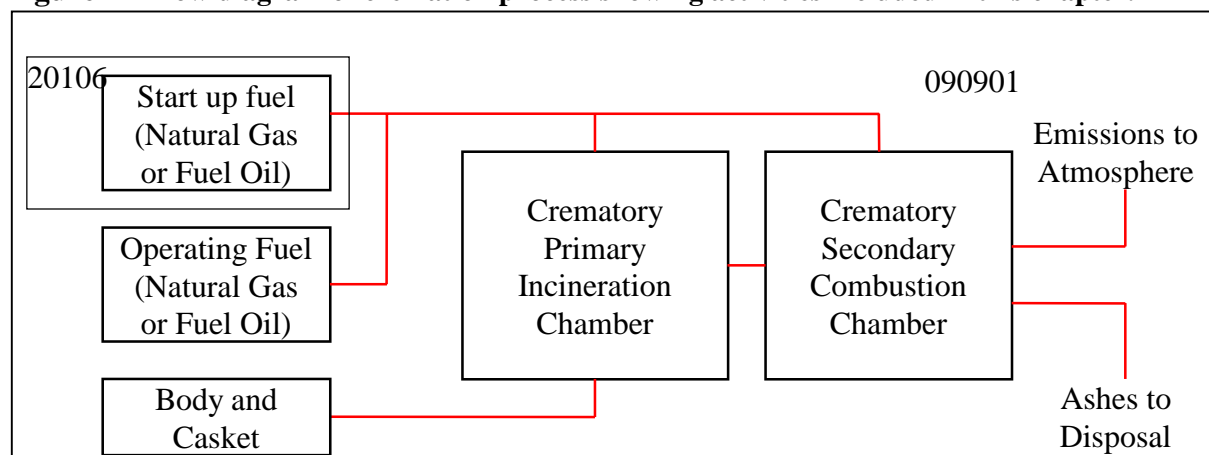 20106
Start up fuel
(Natural Gas
or Fuel Oil)
Operating Fuel
(Natural Gas
or Fuel Oil)
Body and
Casket
Crematory
Primary
Incineration
Chamber
090901
Crematory
Secondary
Combustion
Chamber
Emissions to
Atmosphere
Ashes to
Disposal